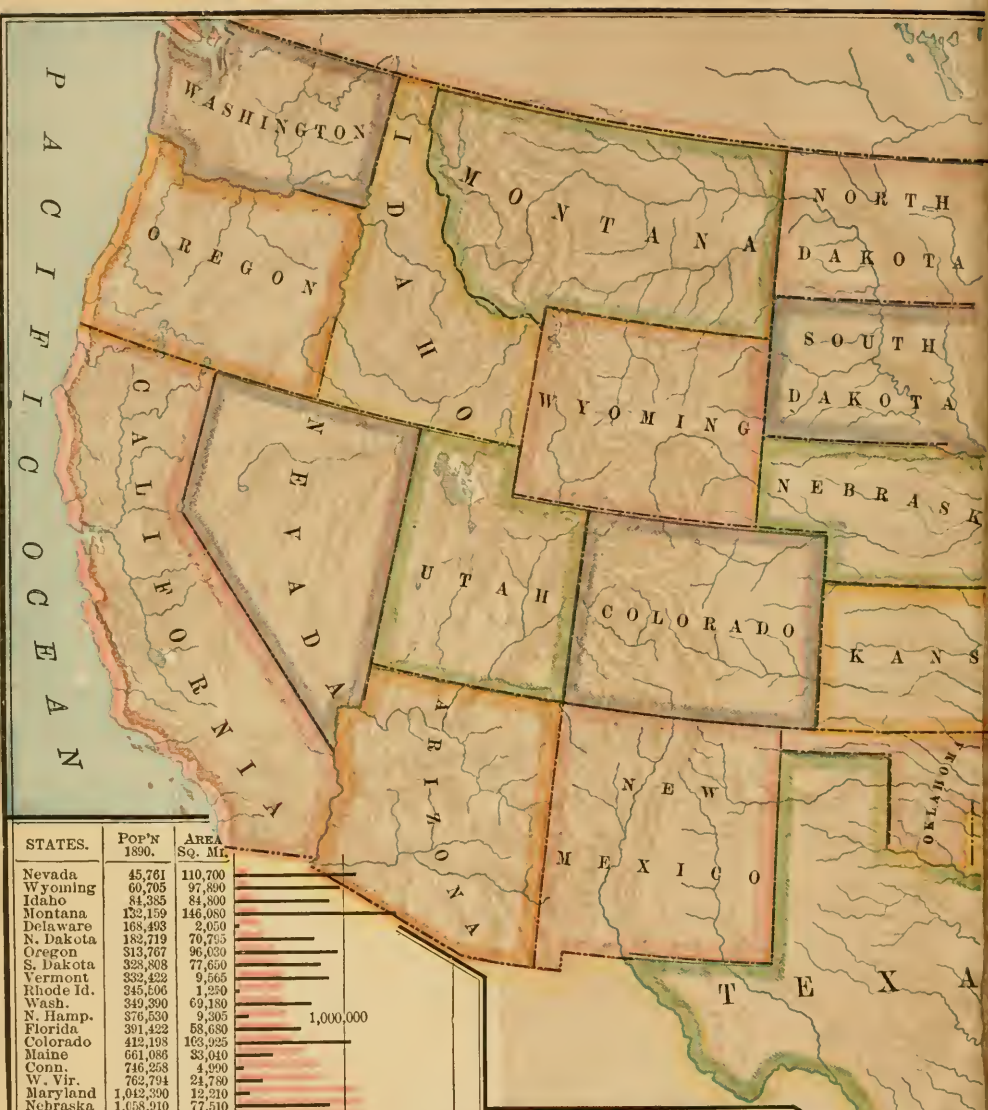 PACIFIC OCEAN
WASHINGTON
IDAHO
MONTANA
NORTH
DAKOTA
OREGON
SOUTH
DAKOTA
WYOMING
NEBRASK
CALIFORNIA
NEVADA
UTAH
COLORADO
KANS
ARIZONA
NEW
MEXICO
OKLAHOMA
TEXA
STATES. POP'N 1890. AREA SQ. MI.
Nevada 45,761 110,700
Wyoming 60,705 97,890
Idaho 84,385 84,800
Montana 132,159 146,080
Delaware 168,493 2,050
N. Dakota 182,719 70,795
Oregon 313,767 96,030
S. Dakota 328,808 77,650
Vermont 332,422 9,565
Rhode Id. 345,506 1,250
Wash. 349,390 69,180
N. Hamp. 376,530 9,305
1,000,000
Florida 391,422 58,680
Colorado 412,198 103,925
Maine 661,086 33,040
Conn. 746,258 4,990
W. Vir. 762,794 24,780
Maryland 1,042,390 12,210
Nebraska 1,058,910 77,510